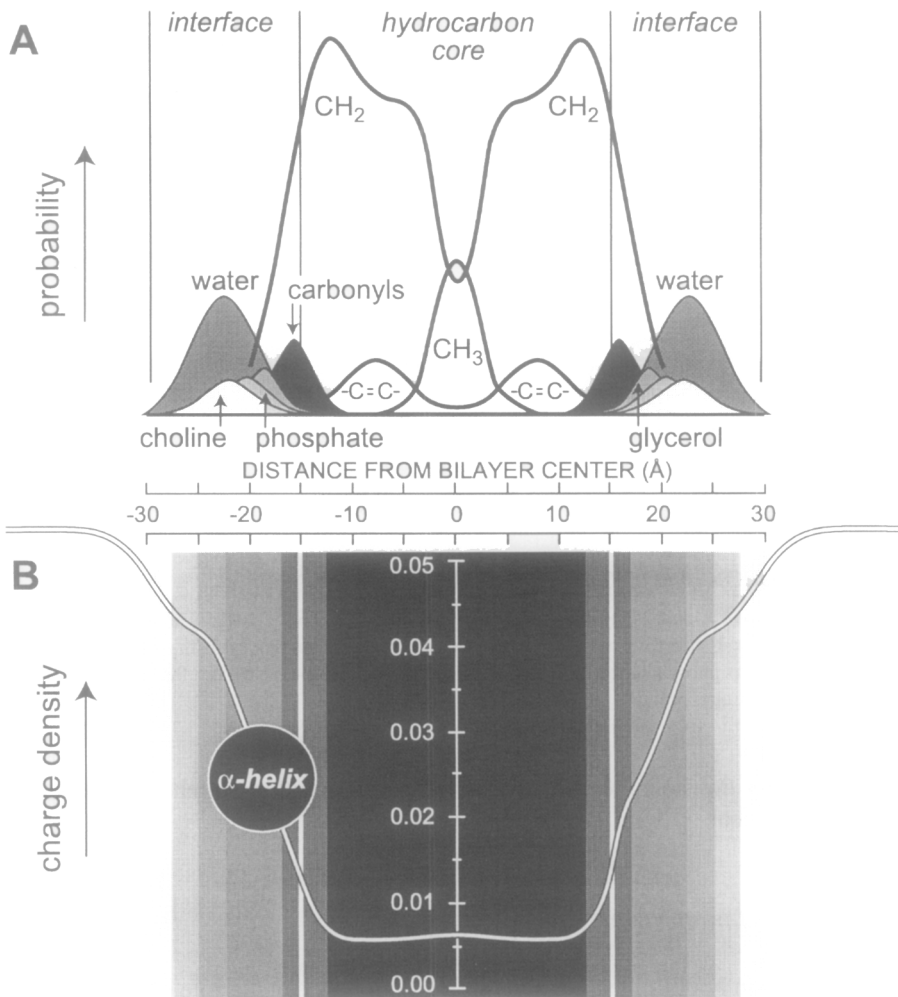 A
interface
hydrocarbon
core
interface
CH₂
CH₂
probability
water
carbonyls
water
CH₃
-C=C-
-C=C-
choline
phosphate
glycerol
DISTANCE FROM BILAYER CENTER (Å)
-30
-20
-10
0
10
20
30
B
0.05
0.04
0.03
0.02
0.01
0.00
charge density
α-helix